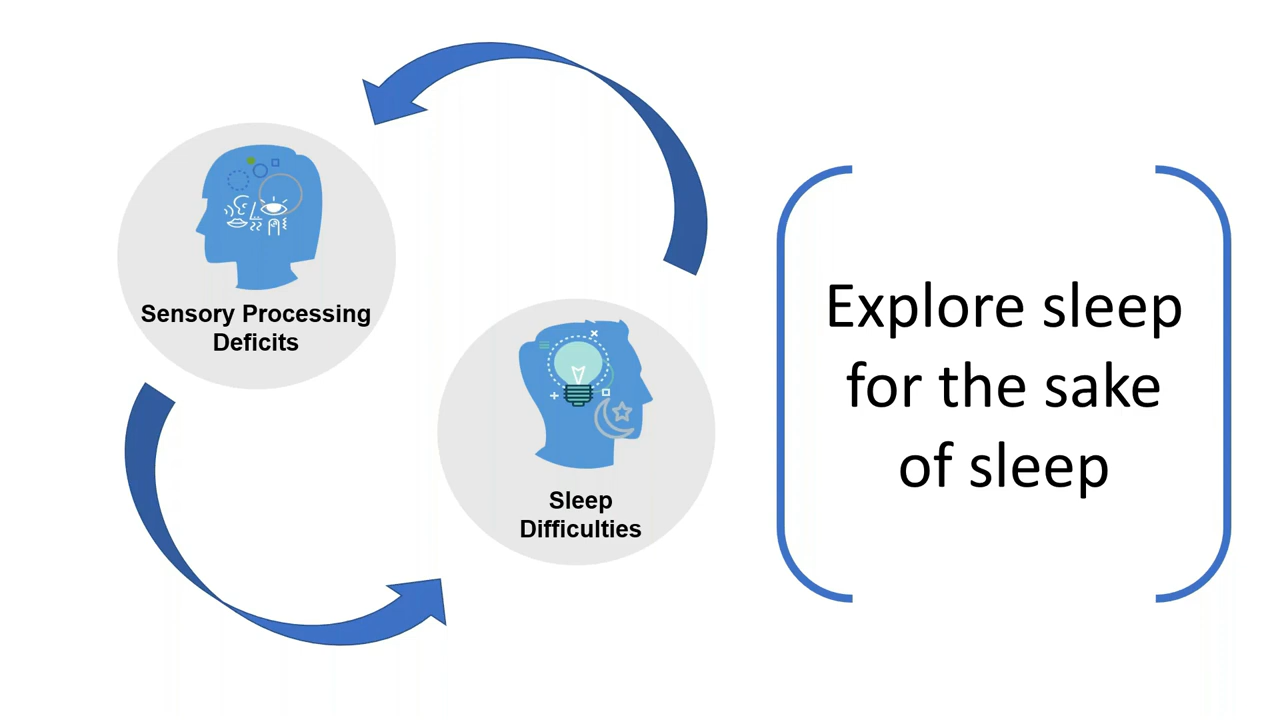 Sensory Processing
Deficits
Sleep
Difficulties
Explore sleep
for the sake
of sleep